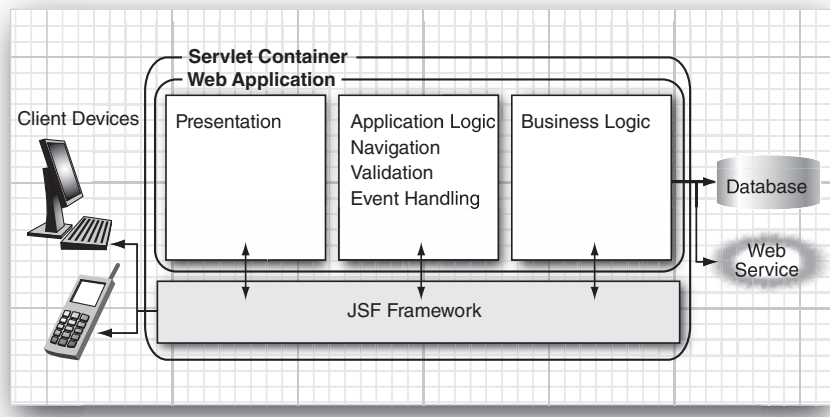 Servlet Container
Web Application
Client Devices
Presentation
Application Logic
Navigation
Validation
Event Handling
Business Logic
Database
Web
Service
JSF Framework